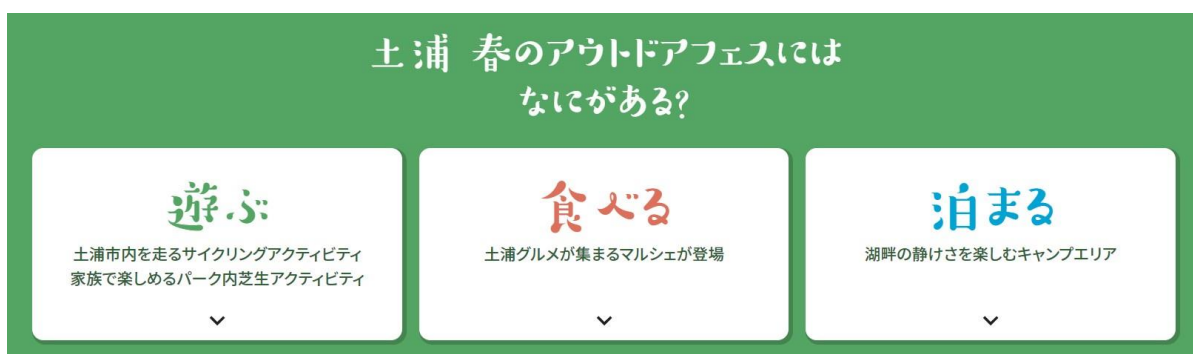 土浦 春のアウトドアフェスには
なにがある?
遊ぶ
土浦市内を走るサイクリングアクティビティ
家族で楽しめるパーク内芝生アクティビティ
食べる
土浦グルメが集まるマルシェが登場
泊まる
湖畔の静けさを楽しむキャンプエリア